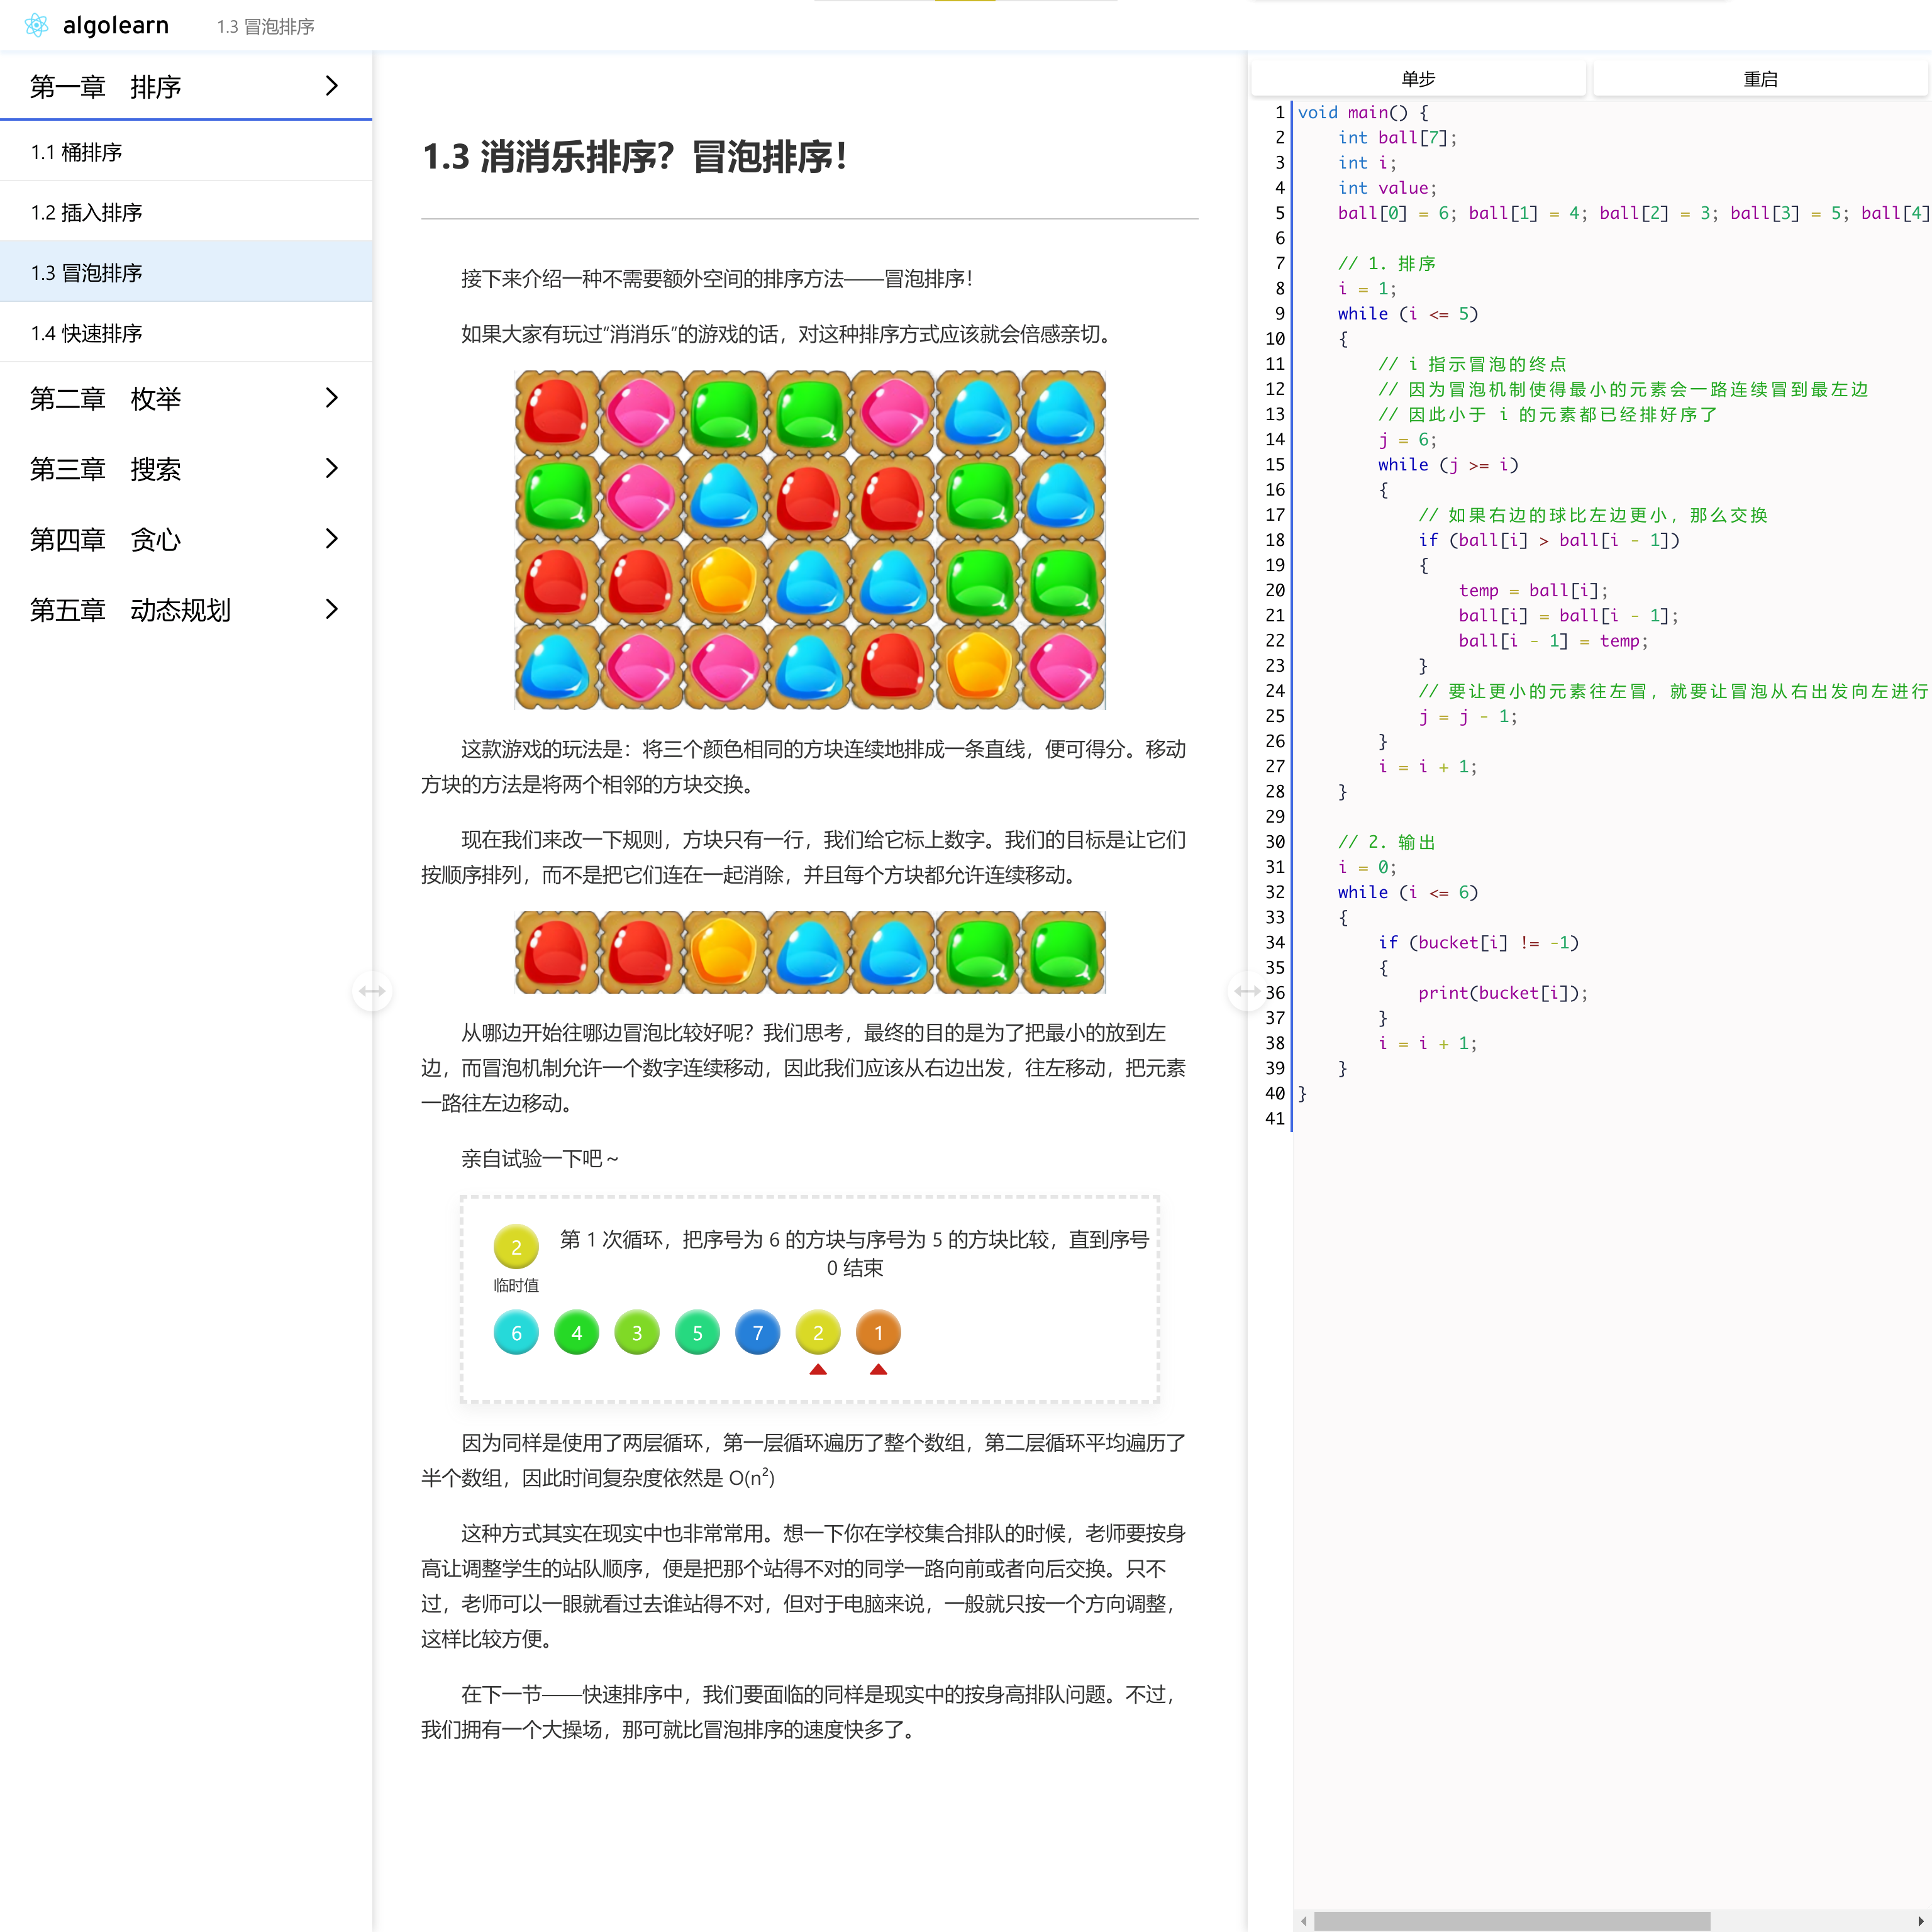 algolearn
1.3 冒泡排序
第一章 排序
1.1 桶排序
1.2 插入排序
1.3 冒泡排序
1.4 快速排序
第二章 枚举
第三章 搜索
第四章 贪心
第五章 动态规划
1.3 消消乐排序？冒泡排序！
接下来介绍一种不需要额外空间的排序方法——冒泡排序！
如果大家有玩过“消消乐”的游戏的话，对这种排序方式应该就会倍感亲切。
这款游戏的玩法是：将三个颜色相同的方块连续地排成一条直线，便可得分。移动
方块的方法是将两个相邻的方块交换。
现在我们来改一下规则，方块只有一行，我们给它标上数字。我们的目标是让它们
按顺序排列，而不是把它们连在一起消除，并且每个方块都允许连续移动。
从哪边开始往哪边冒泡比较好呢？我们思考，最终的目的是为了把最小的放到左
边，而冒泡机制允许一个数字连续移动，因此我们应该从右边出发，往左移动，把元素
一路往左边移动。
亲自试验一下吧～
2
临时值
第 1 次循环，把序号为 6 的方块与序号为 5 的方块比较，直到序号
0 结束
6 4 3 5 7 2 1
因为同样是使用了两层循环，第一层循环遍历了整个数组，第二层循环平均遍历了
半个数组，因此时间复杂度依然是 O(n²)
这种方式其实在现实中也非常常用。想一下你在学校集合排队的时候，老师要按身
高让调整学生的站队顺序，便是把那个站得不对的同学一路向前或者向后交换。只不
过，老师可以一眼就看过去谁站得不对，但对于电脑来说，一般就只按一个方向调整，
这样比较方便。
在下一节——快速排序中，我们要面临的同样是现实中的按身高排队问题。不过，
我们拥有一个大操场，那可就比冒泡排序的速度快多了。
单步
重启
1 void main() {
2 int ball[7];
3 int i;
4 int value;
5 ball[0] = 6; ball[1] = 4; ball[2] = 3; ball[3] = 5; ball[4]
6
7 // 1. 排序
8 i = 1;
9 while (i <= 5)
10 {
11 // i 指示冒泡的终点
12 // 因为冒泡机制使得最小的元素会一路连续冒到最左边
13 // 因此小于 i 的元素都已经排好序了
14 j = 6;
15 while (j >= i)
16 {
17 // 如果右边的球比左边更小，那么交换
18 if (ball[i] > ball[i - 1])
19 {
20 temp = ball[i];
21 ball[i] = ball[i - 1];
22 ball[i - 1] = temp;
23 }
24 // 要让更小的元素往左冒，就要让冒泡从右出发向左进行
25 j = j - 1;
26 }
27 i = i + 1;
28 }
29
30 // 2. 输出
31 i = 0;
32 while (i <= 6)
33 {
34 if (bucket[i] != -1)
35 {
36 print(bucket[i]);
37 }
38 i = i + 1;
39 }
40 }
41